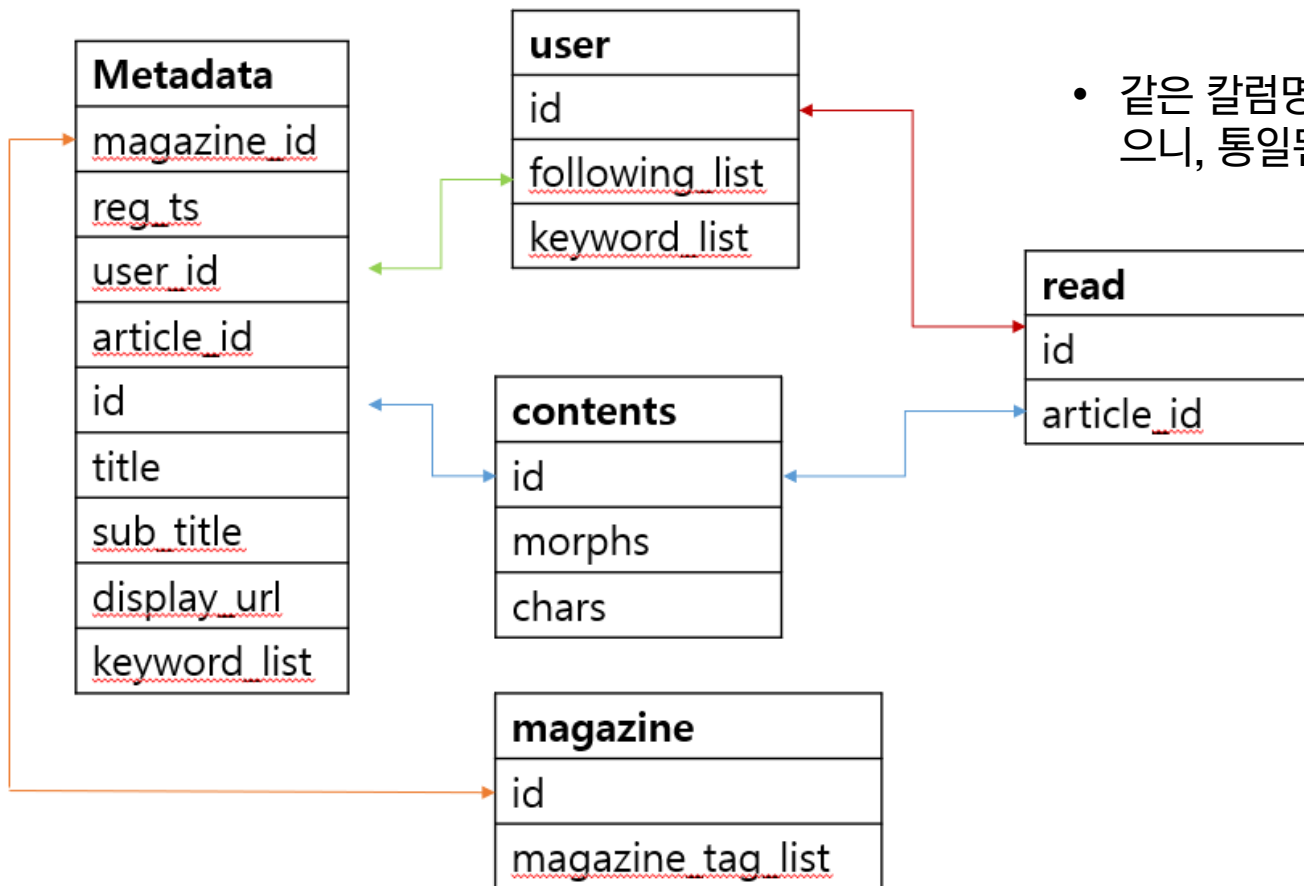 Metadata
magazine_id
reg_ts
user_id
article_id
id
title
sub_title
display_url
keyword_list
user
id
following_list
keyword_list
contents
id
morphs
chars
magazine
id
magazine_tag_list
• 같은 칼럼명
으니, 통일
read
id
article_id